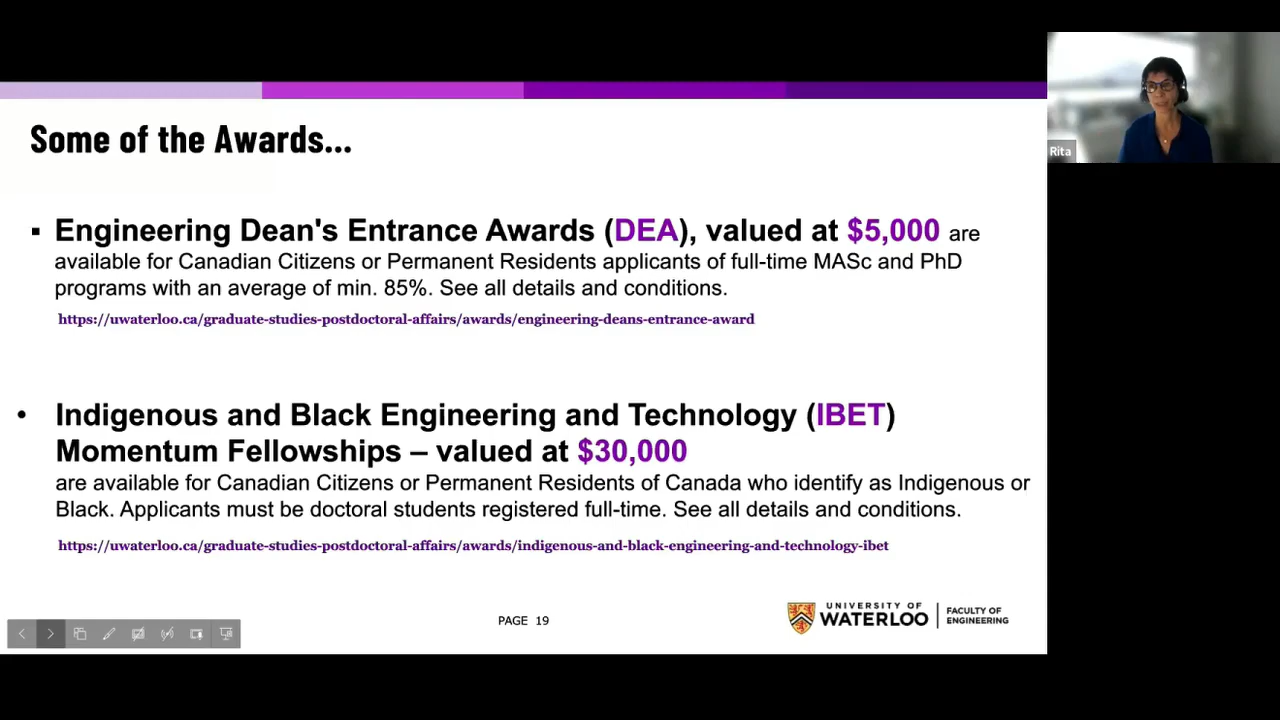 Some of the Awards...
▪ Engineering Dean's Entrance Awards (DEA), valued at $5,000 are
available for Canadian Citizens or Permanent Residents applicants of full-time MASc and PhD
programs with an average of min. 85%. See all details and conditions.
https://uwaterloo.ca/graduate-studies-postdoctoral-affairs/awards/engineering-deans-entrance-award
• Indigenous and Black Engineering and Technology (IBET)
Momentum Fellowships – valued at $30,000
are available for Canadian Citizens or Permanent Residents of Canada who identify as Indigenous or
Black. Applicants must be doctoral students registered full-time. See all details and conditions.
https://uwaterloo.ca/graduate-studies-postdoctoral-affairs/awards/indigenous-and-black-engineering-and-technology-ibet
PAGE 19
UNIVERSITY OF
WATERLOO
FACULTY OF
ENGINEERING
Rita